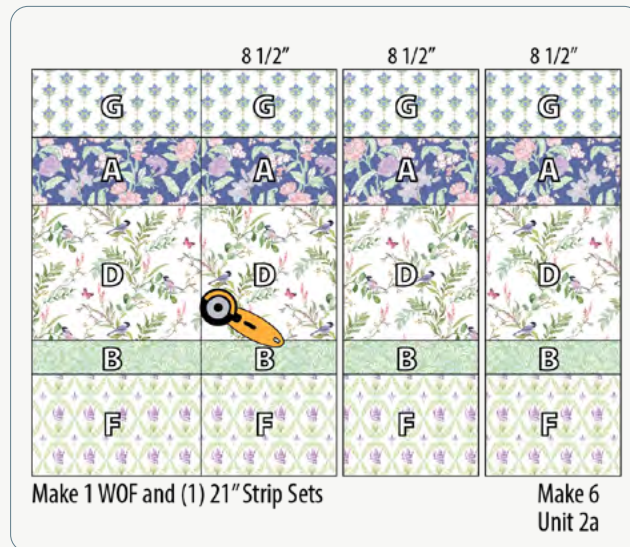 8 1/2" 8 1/2" 8 1/2"
G G G G
A A A A
D D D D
B B B B
F F F F
Make 1 WOF and (1) 21" Strip Sets
Make 6
Unit 2a